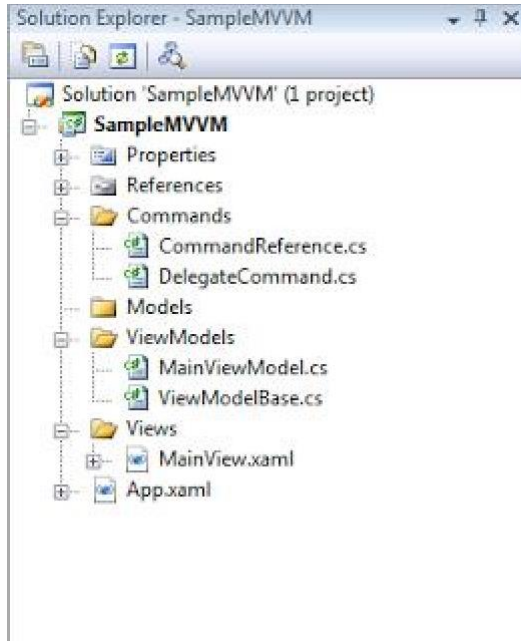 Solution Explorer - SampleMVVM
Solution 'SampleMVVM' (1 project)
SampleMVVM
Properties
References
Commands
CommandReference.cs
DelegateCommand.cs
Models
ViewModels
MainViewModel.cs
ViewModelBase.cs
Views
MainView.xaml
App.xaml